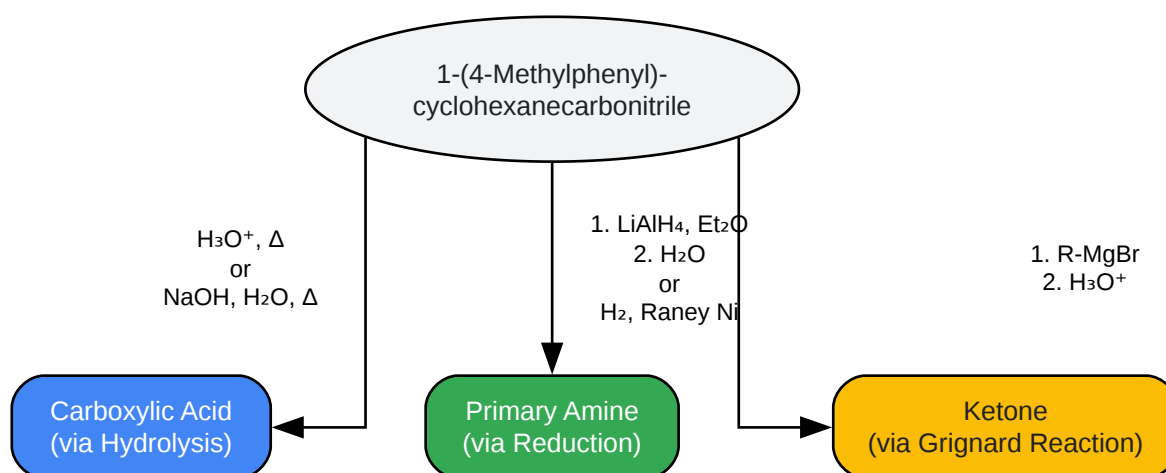 1-(4-Methylphenyl)-
cyclohexanecarbonitrile
H₃O⁺, Δ
or
NaOH, H₂O, Δ
1. LiAlH₄, Et₂O
2. H₂O
or
H₂, Raney Ni
1. R-MgBr
2. H₃O⁺
Carboxylic Acid
(via Hydrolysis)
Primary Amine
(via Reduction)
Ketone
(via Grignard Reaction)